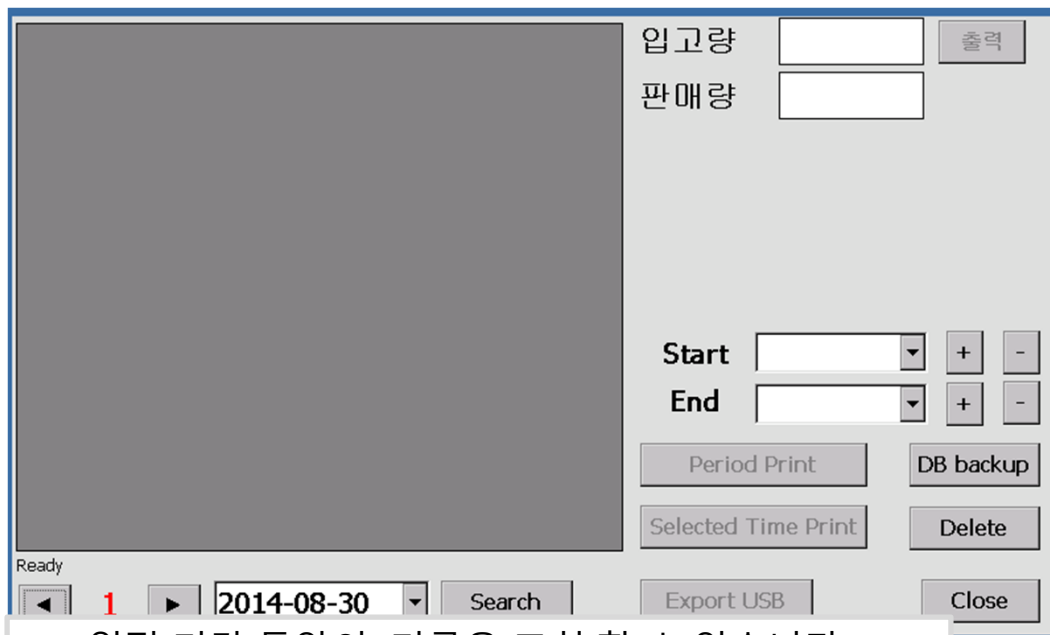 입고량 출력
판매량
Start + -
End + -
Period Print DB backup
Selected Time Print Delete
Ready
◄ 1 ► 2014-08-30 Search Export USB Close